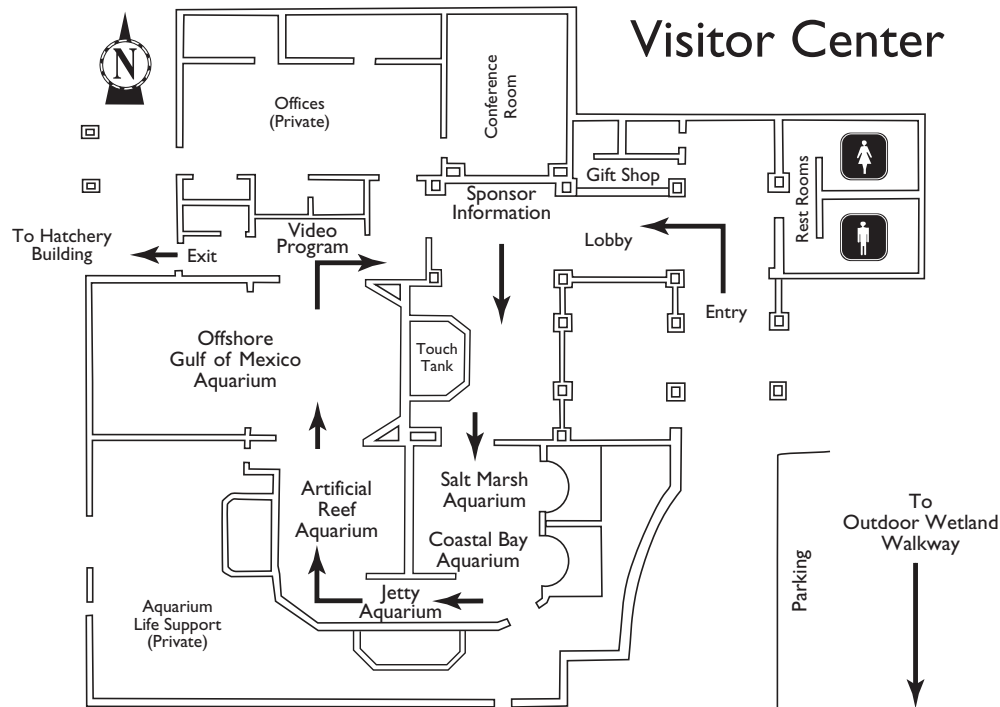 Visitor Center
N
Offices
(Private)
Conference
Room
Gift Shop
Rest Rooms
Sponsor
Information
Lobby
Entry
Video
Program
Exit
To Hatchery
Building
Offshore
Gulf of Mexico
Aquarium
Touch
Tank
Salt Marsh
Aquarium
Coastal Bay
Aquarium
Artificial
Reef
Aquarium
Jetty
Aquarium
Aquarium
Life Support
(Private)
Parking
To
Outdoor Wetland
Walkway